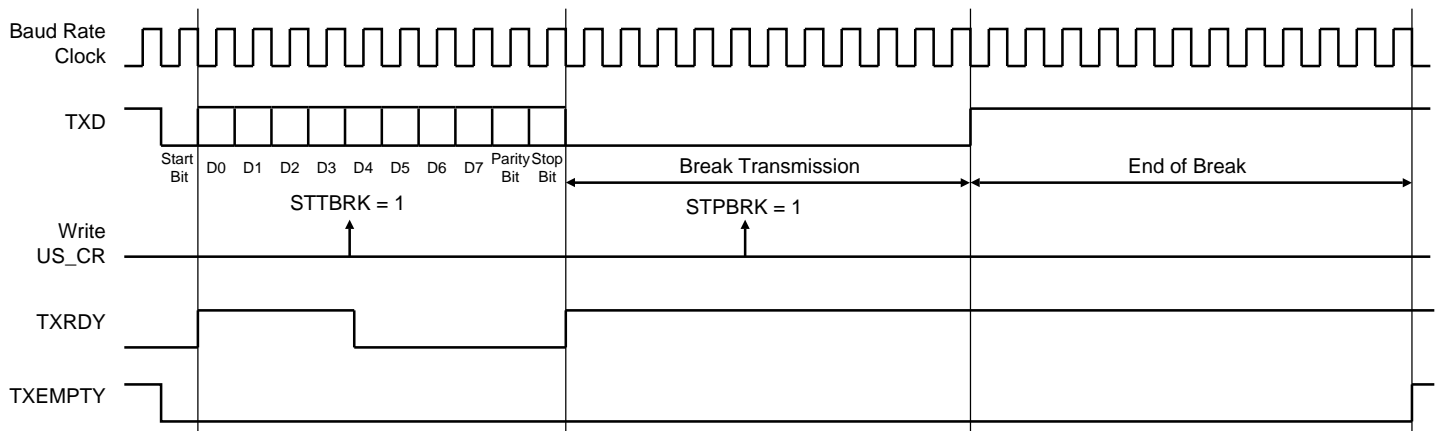 Baud Rate
Clock
TXD
Start
Bit
D0 D1 D2 D3 D4 D5 D6 D7
Parity
Bit
Stop
Bit
Break Transmission
End of Break
STTBRK = 1
STPBRK = 1
Write
US_CR
TXRDY
TXEMPTY